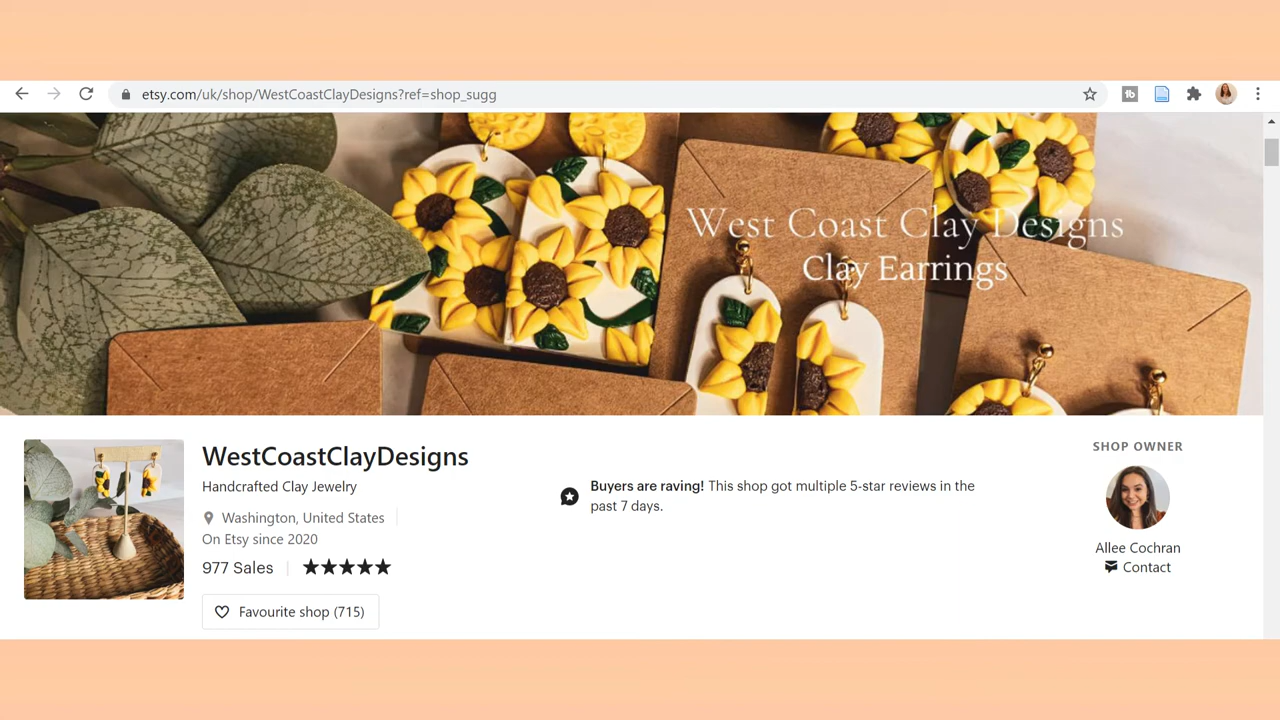 etsy.com/uk/shop/WestCoastClayDesigns?ref=shop_sugg
tb
West Coast Clay Designs
Clay Earrings
WestCoastClayDesigns
Handcrafted Clay Jewelry
Washington, United States
On Etsy since 2020
977 Sales
Favourite shop (715)
Buyers are raving! This shop got multiple 5-star reviews in the
past 7 days.
SHOP OWNER
Allee Cochran
Contact